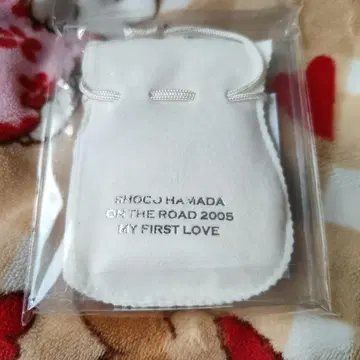 SHOGO HAMADA
ON THE ROAD 2005
MY FIRST LOVE